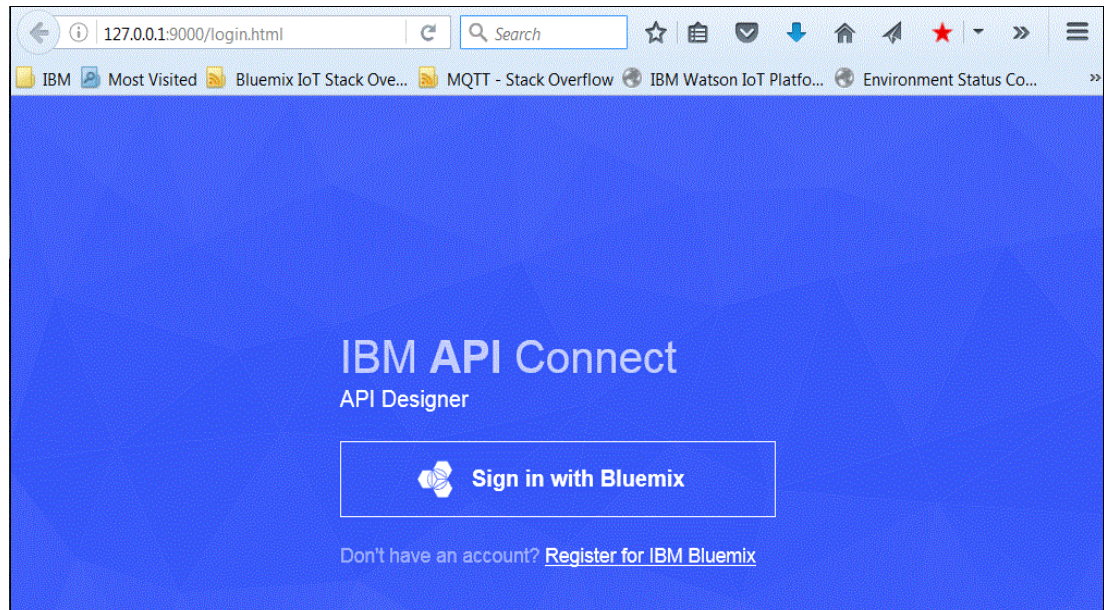 127.0.0.1:9000/login.html Search
IBM Most Visited Bluemix IoT Stack Ove... MQTT - Stack Overflow IBM Watson IoT Platfo... Environment Status Co...
IBM API Connect
API Designer
Sign in with Bluemix
Don't have an account? Register for IBM Bluemix